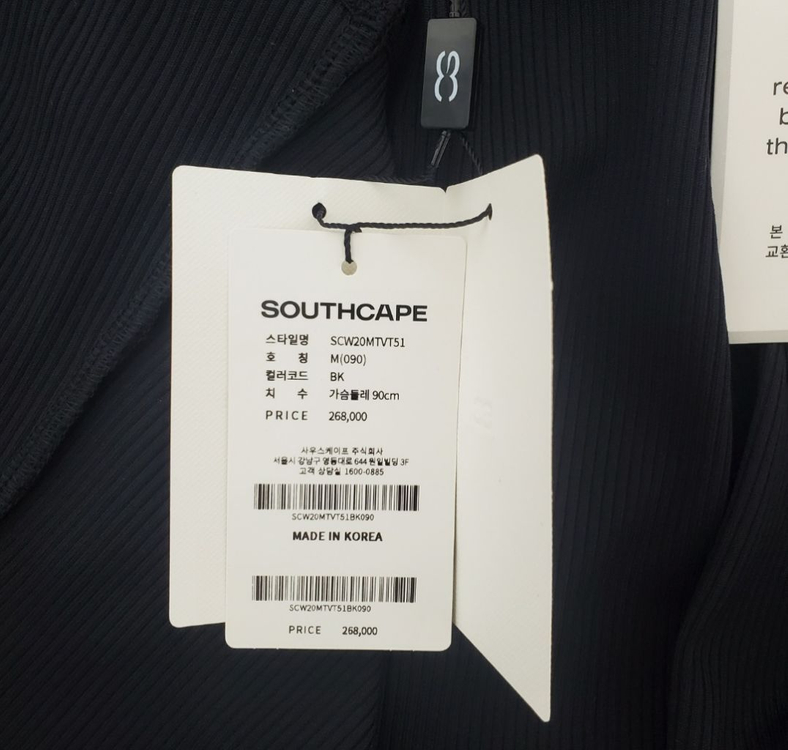 SOUTHCAPE
스타일명 SCW20MTVT51
호 칭 M(090)
컬러코드 BK
치 수 가슴둘레 90cm
PRICE 268,000
사우스케이프 주식회사
서울시 강남구 영동대로 644 원일빌딩 3F
고객 상담실 1600-0885
SCW20MTVT51BK090
MADE IN KOREA
SCW20MTVT51BK090
PRICE 268,000
re
b
th
본
교환